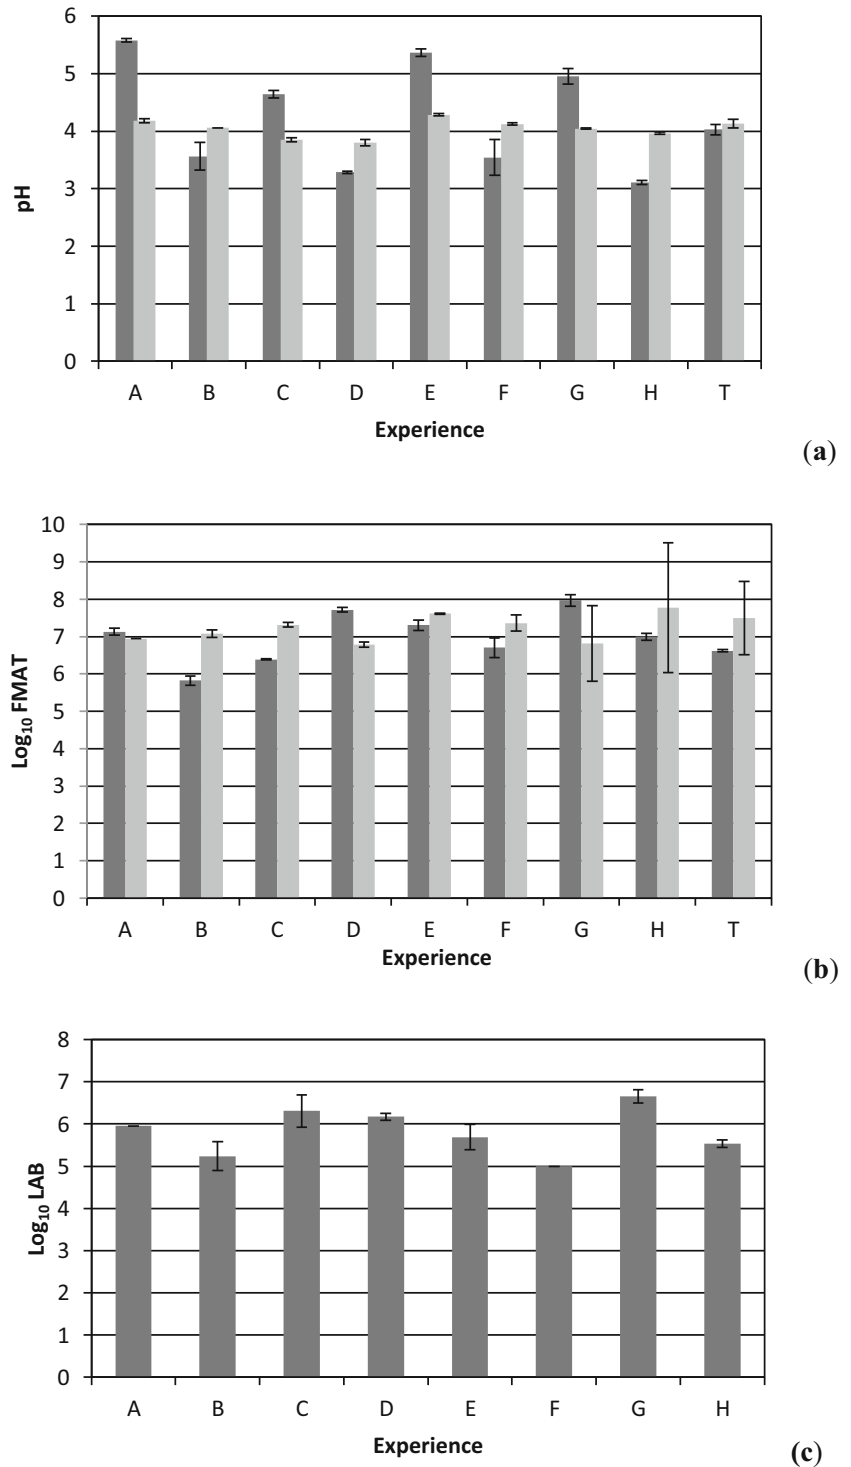 6
5
4
3
2
1
0
pH
A B C D E F G H T
Experience
(a)
10
9
8
7
6
5
4
3
2
1
0
Log₁₀ FMAT
A B C D E F G H T
Experience
(b)
8
7
6
5
4
3
2
1
0
Log₁₀ LAB
A B C D E F G H
Experience
(c)